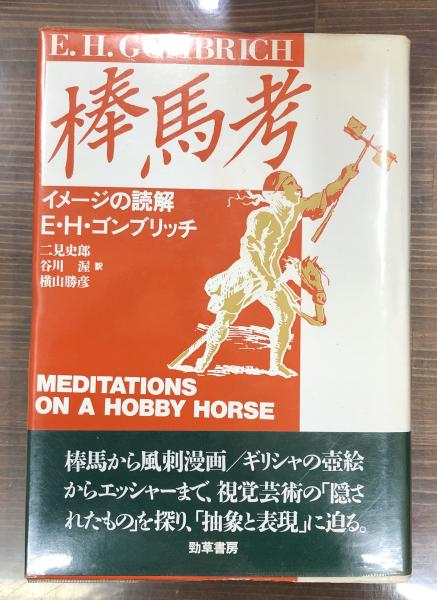 E. H. GOMBRICH
棒馬考
イメージの読解
E・H・ゴンブリッチ
二見史郎
谷川 渥 訳
横山勝彦
MEDITATIONS
ON A HOBBY HORSE
棒馬から風刺漫画/ギリシャの壺絵
からエッシャーまで、視覚芸術の「隠さ
れたもの」を探り、「抽象と表現」に迫る。
勁草書房